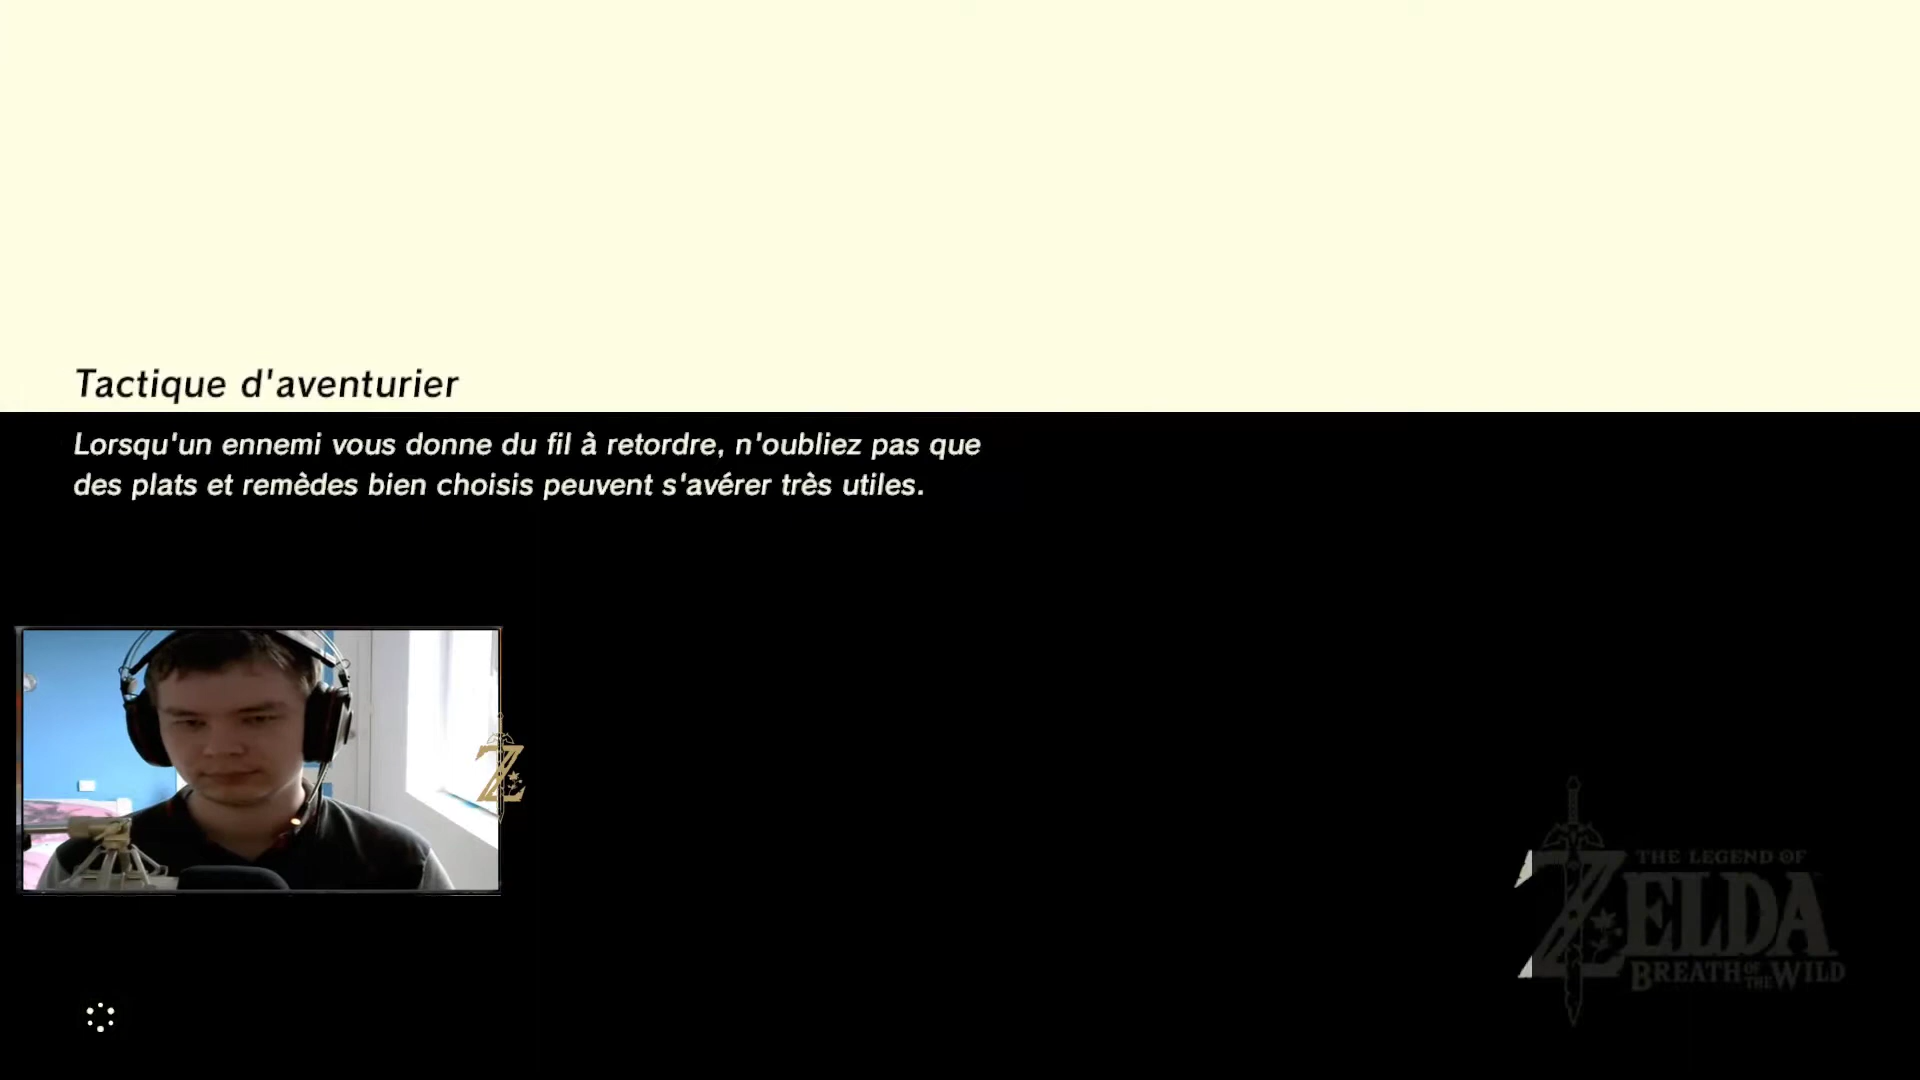 Tactique d'aventurier
Lorsqu'un ennemi vous donne du fil à retordre, n'oubliez pas que
des plats et remèdes bien choisis peuvent s'avérer très utiles.
Z
THE LEGEND OF
ZELDA
BREATH OF THE WILD